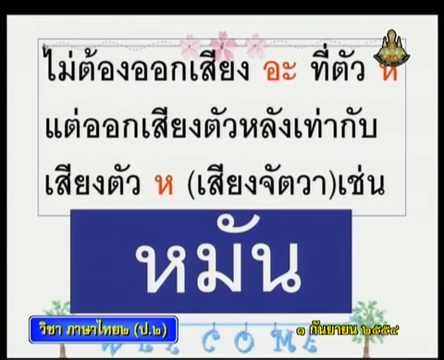 ไม่ต้องออกเสียง อะ ที่ตัว ห
แต่ออกเสียงตัวหลังเท่ากับ
เสียงตัว ห (เสียงจัตวา)เช่น
หมัน
วิชา ภาษาไทย๒ (ป.๒)
๑ กันยายน ๒๕๕๔
WELCOME